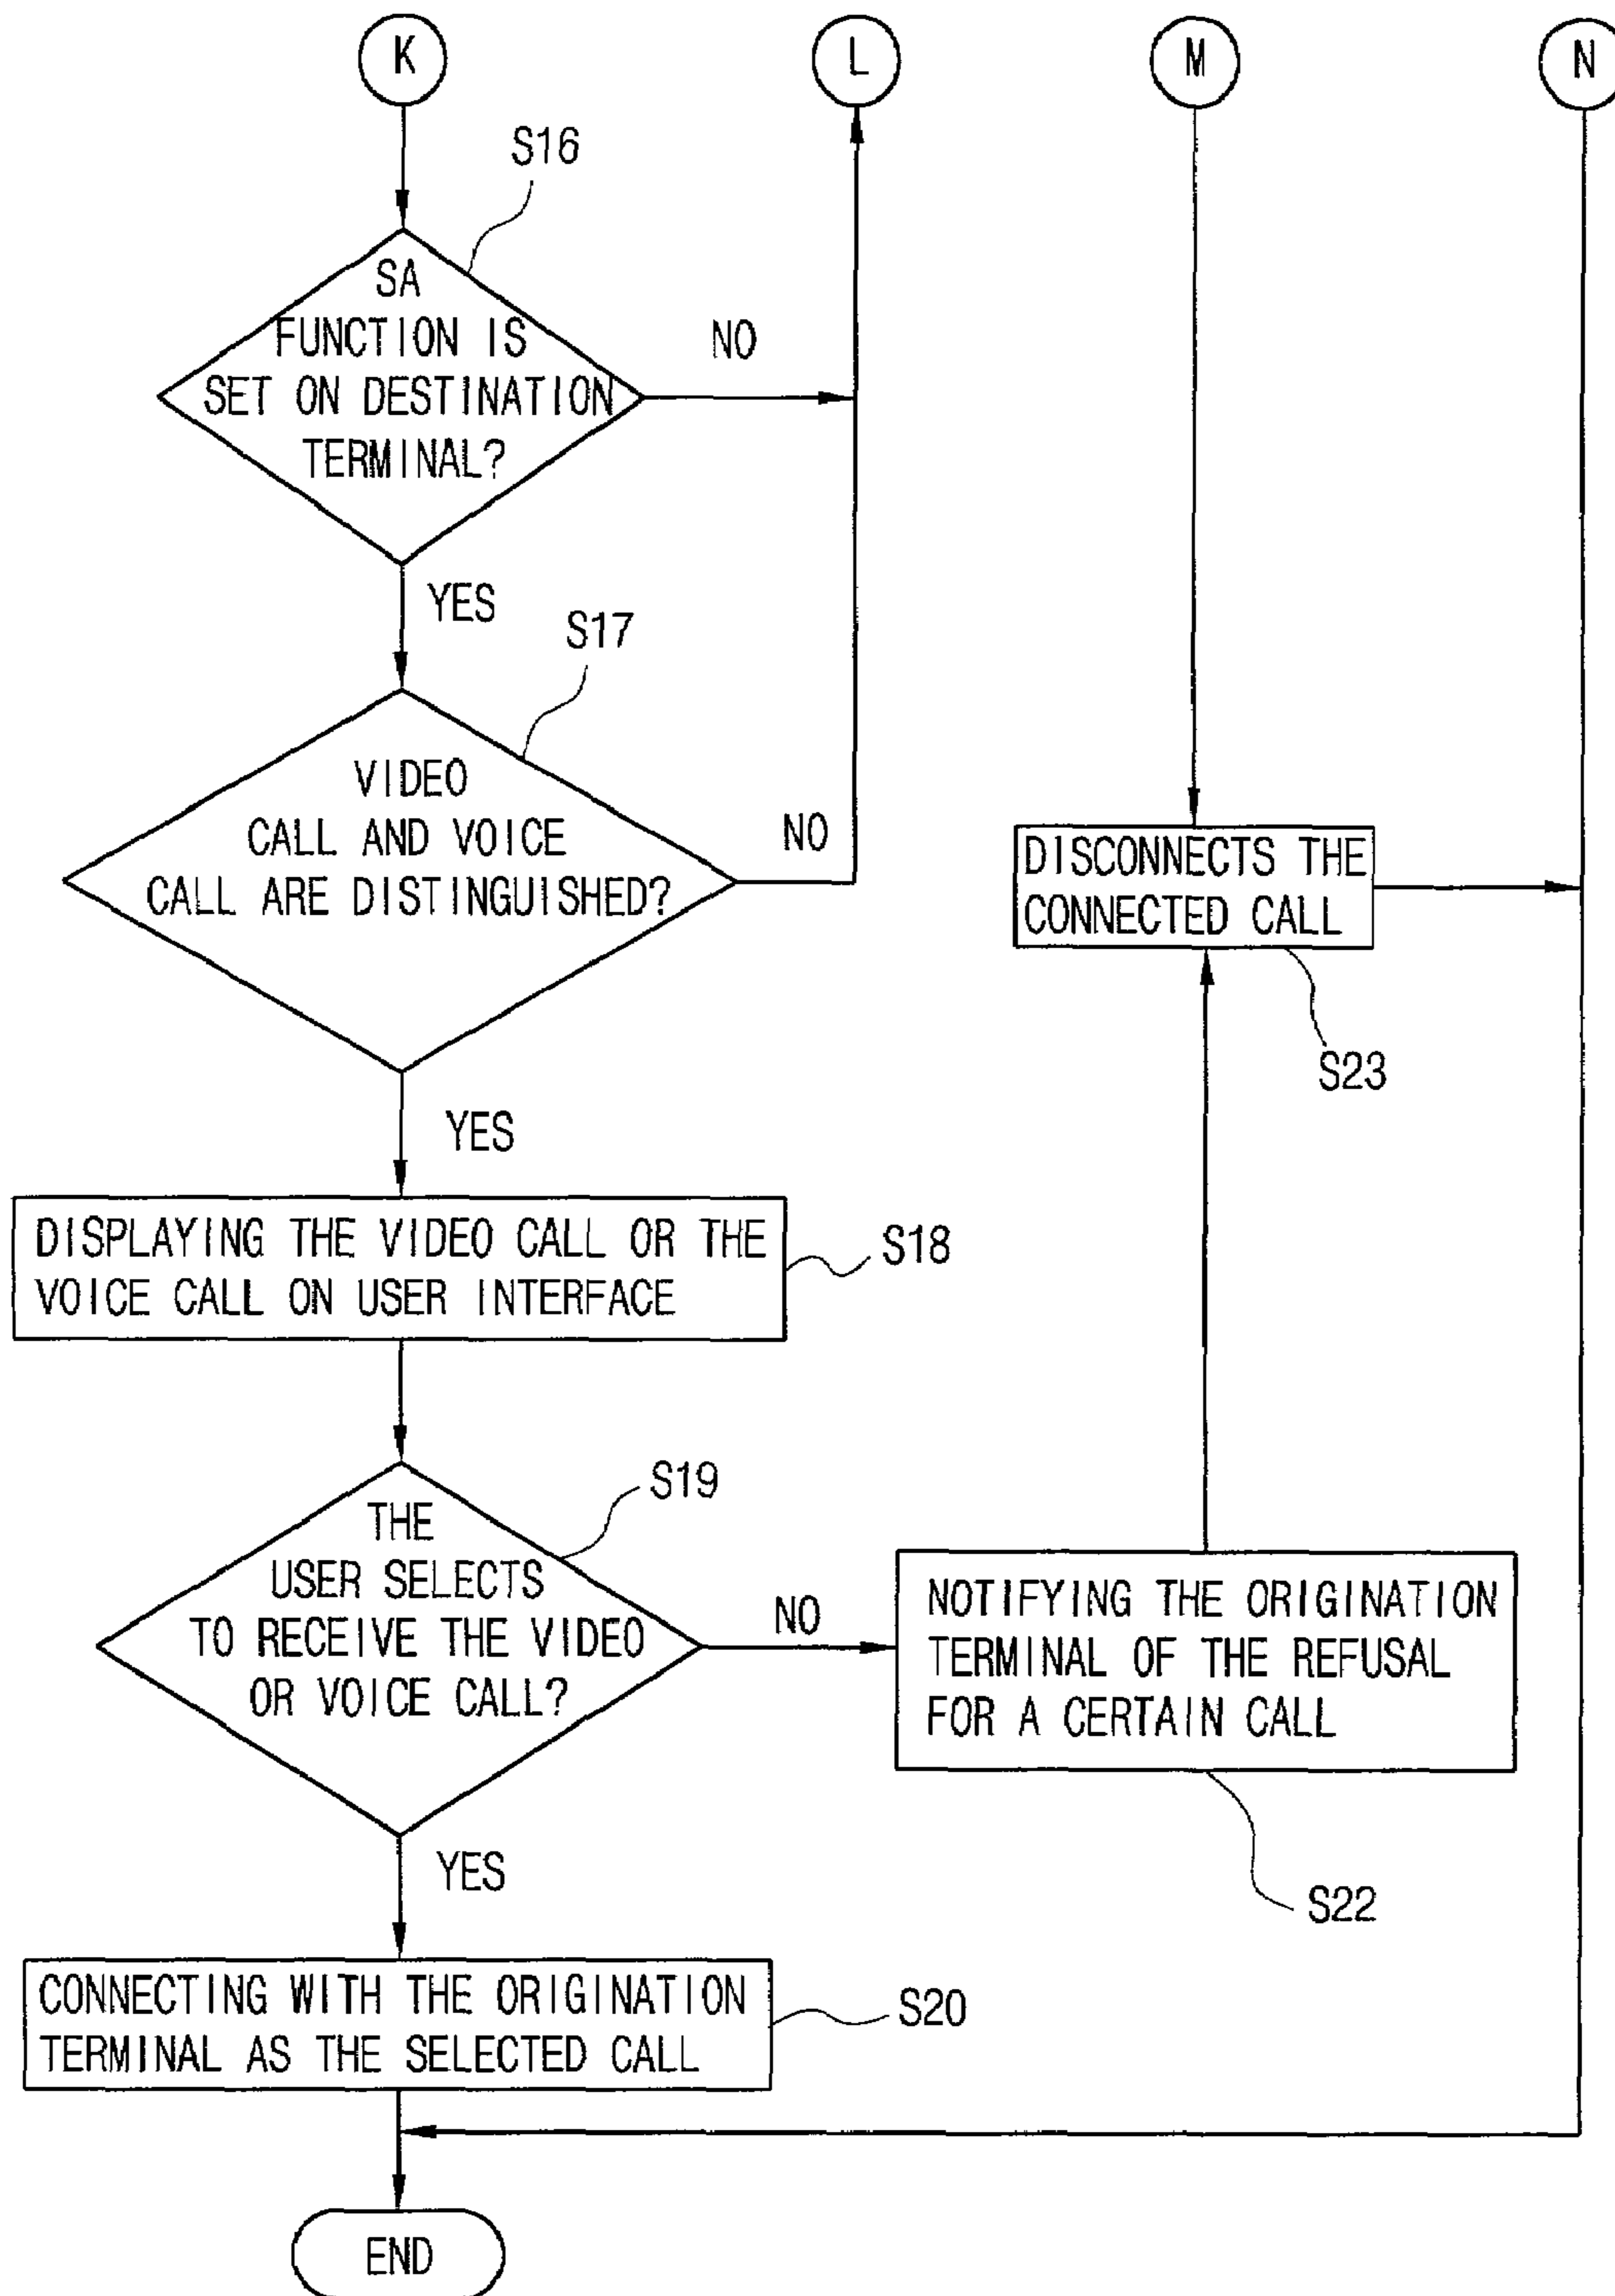 K
L
M
N
S16
SA
FUNCTION IS
SET ON DESTINATION
TERMINAL?
NO
YES
S17
VIDEO
CALL AND VOICE
CALL ARE DISTINGUISHED?
NO
DISCONNECTS THE
CONNECTED CALL
S23
YES
DISPLAYING THE VIDEO CALL OR THE
VOICE CALL ON USER INTERFACE
S18
S19
THE
USER SELECTS
TO RECEIVE THE VIDEO
OR VOICE CALL?
NO
NOTIFYING THE ORIGINATION
TERMINAL OF THE REFUSAL
FOR A CERTAIN CALL
S22
YES
CONNECTING WITH THE ORIGINATION
TERMINAL AS THE SELECTED CALL
S20
END